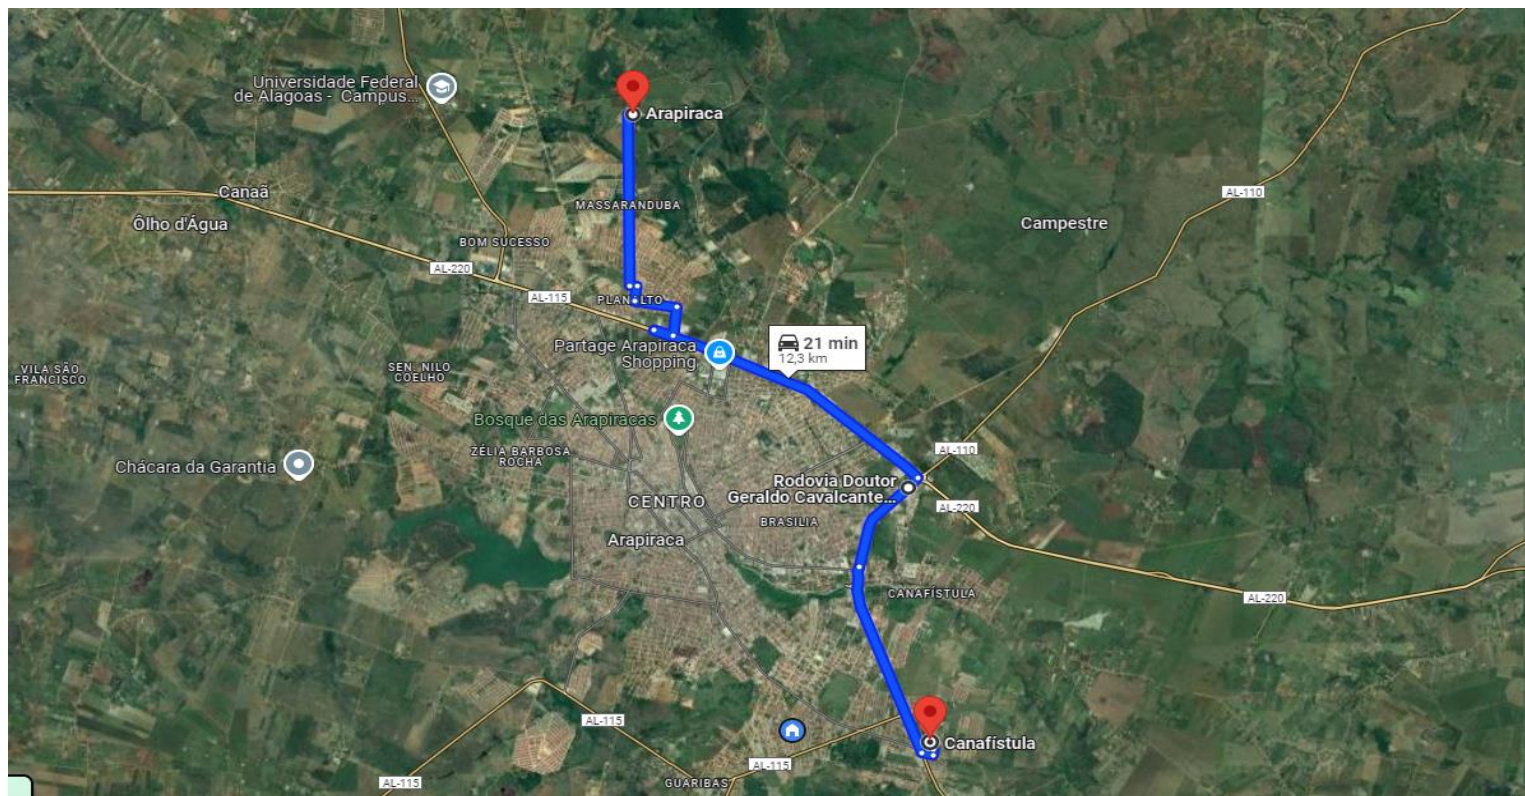 Universidade Federal
de Alagoas - Campus...
Arapiraca
Canaã
AL-110
MASSARANDUBA
Ôlho d'Água
Campestre
BOM SUCESSO
AL-220
AL-115
PLANALTO
21 min
12,3 km
Partage Arapiraca
Shopping
VILA SÃO
FRANCISCO
SEN. NILO
COELHO
Bosque das Arapiracas
AL-110
ZÉLIA BARBOSA
ROCHA
Chácara da Garantia
Rodovia Doutor
Geraldo Cavalcante...
CENTRO
AL-220
BRASILIA
Arapiraca
CANAFÍSTULA
AL-220
AL-115
Canafístula
AL-115
AL-115
GUARIBAS